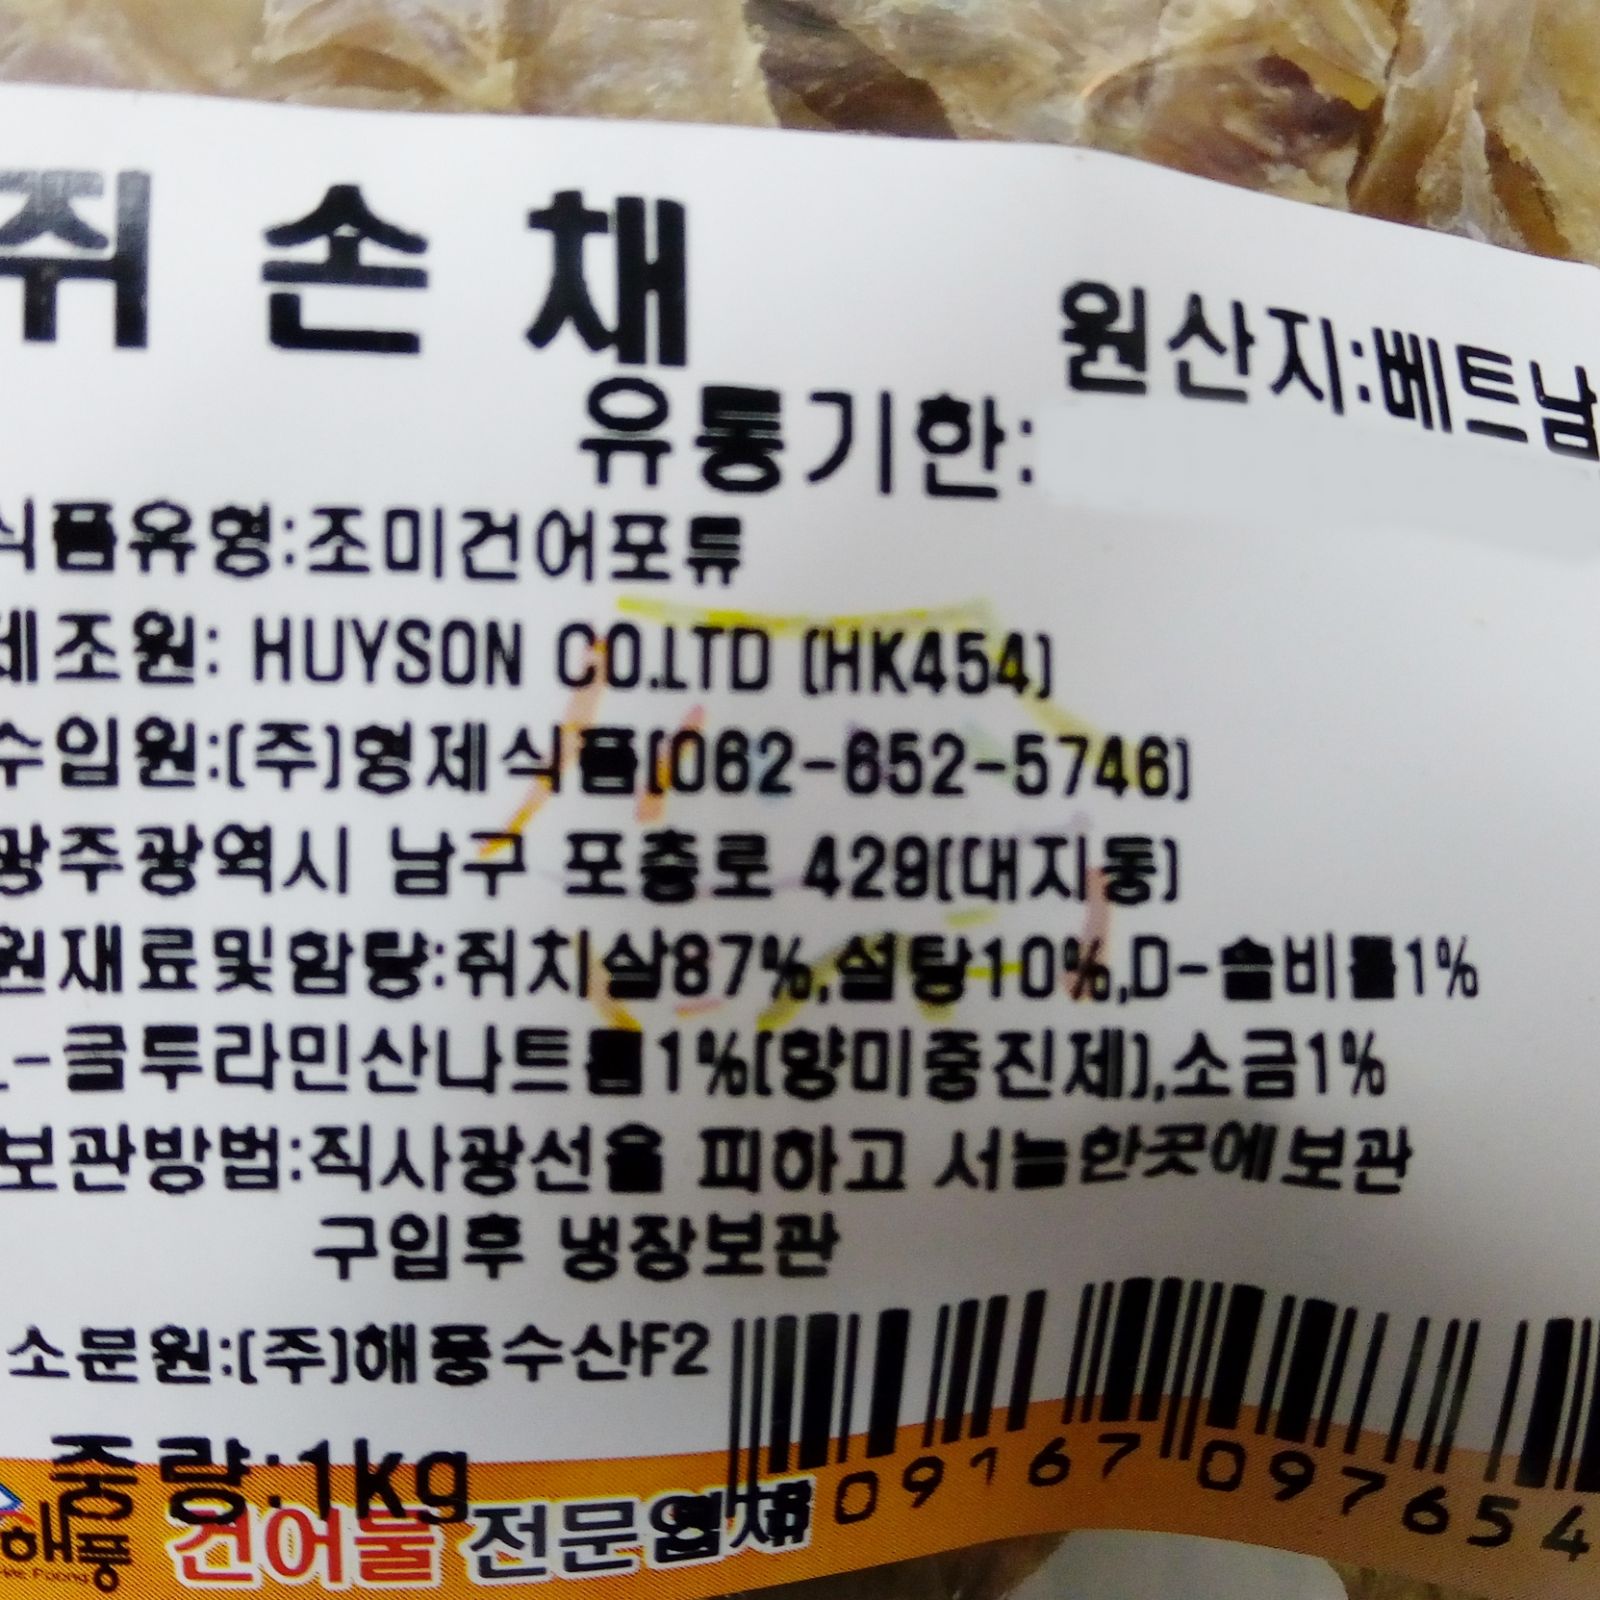 쥐손채
원산지:베트남
유통기한:
식품유형:조미건어포류
제조원: HUYSON CO.LTD (HK454)
수입원:(주)형제식품(062-652-5746)
광주광역시 남구 포충로 429(대지동)
원재료및함량:쥐치살87%,설탕10%,D-솔비톨1%
L-글루타민산나트륨1%(향미증진제),소금1%
보관방법:직사광선을 피하고 서늘한곳에보관
구입후 냉장보관
소문원:(주)해풍수산F2
중량:1kg
8 09167 097654
해풍
건어물 전문업체